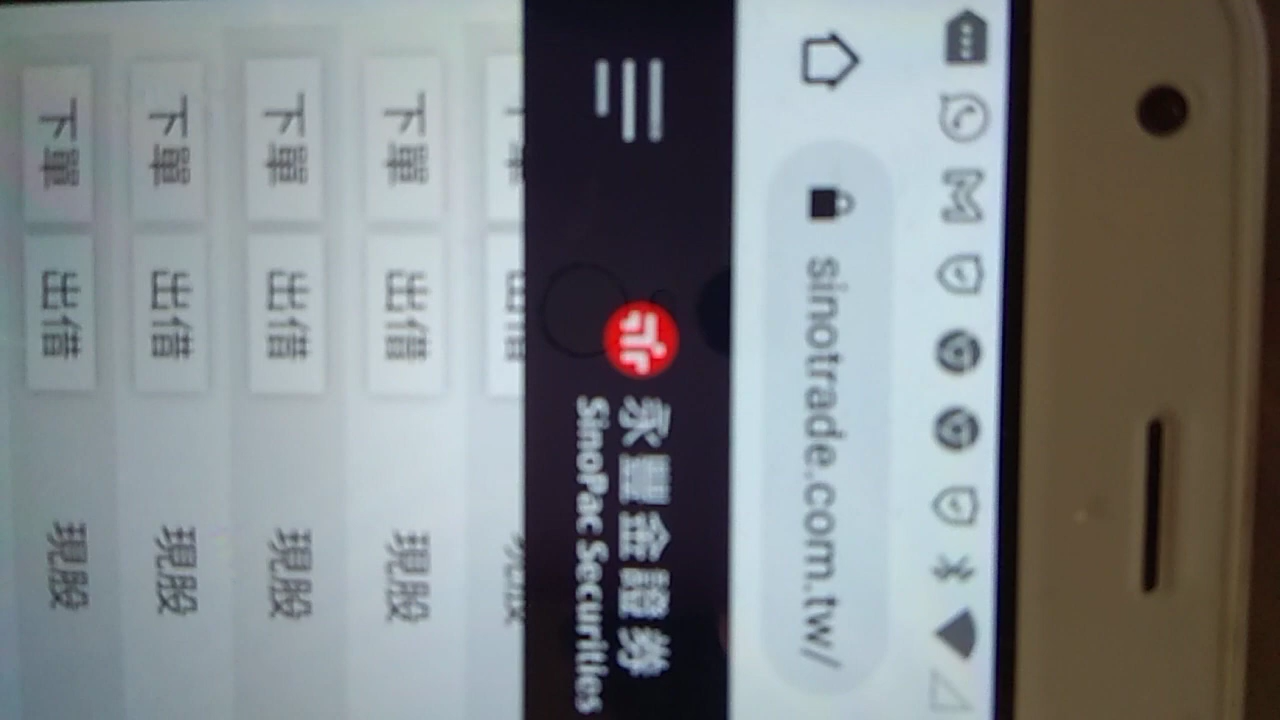 sinotrade.com.tw/
永豐金證券
SinoPac Securities
下單 出借 現股
下單 出借 現股
下單 出借 現股
下單 出借 現股